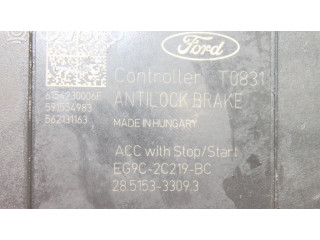 Ford
Controller T0831
ANTILOCK BRAKE
591554983
562131163
MADE IN HUNGARY
ACC with Stop/Start
EG9C-2C219-BC
28.5153-3309.3